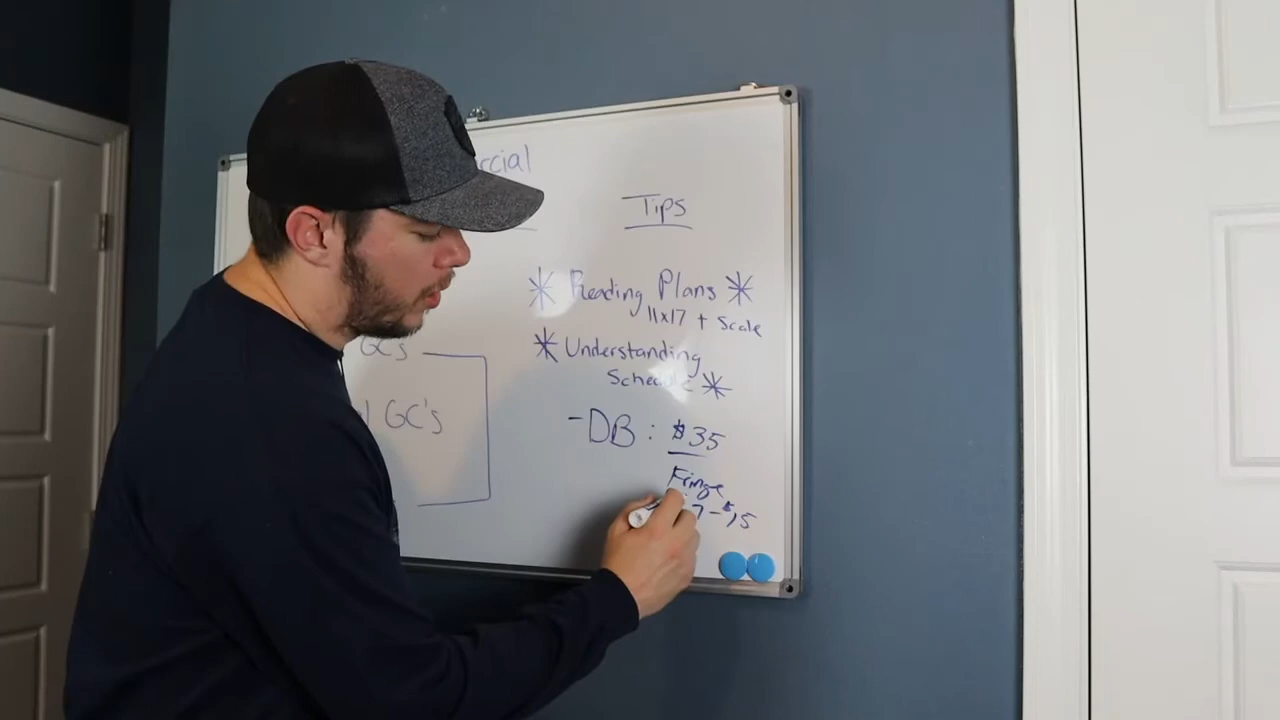 rcial
Tips
Reading Plans
11x17 + Scale
Understanding
Schedule
GC's
GC's
-DB: $35
Fringe
7-$15